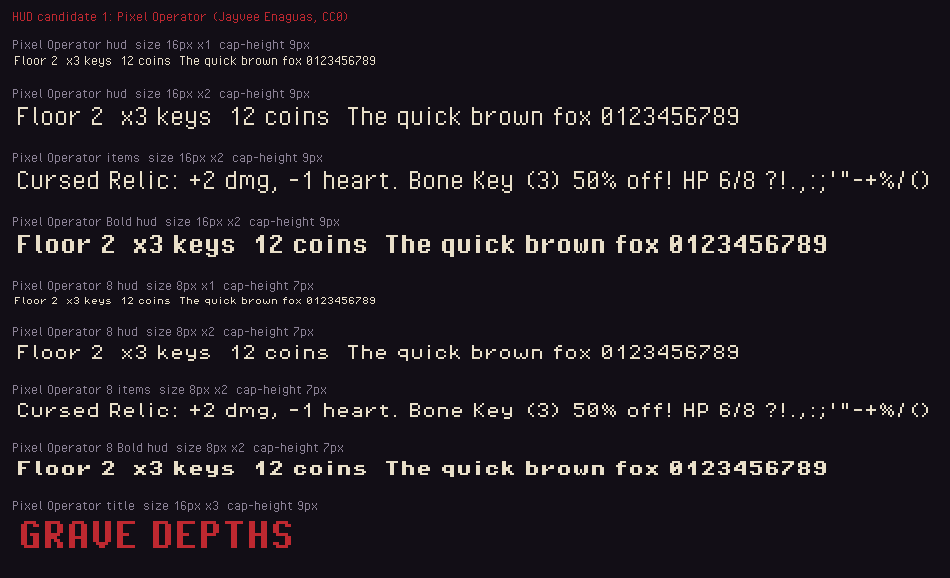 HUD candidate 1: Pixel Operator (Jayvee Enaguas, CC0)
Pixel Operator hud size 16px x1 cap-height 9px
Floor 2 x3 keys 12 coins The quick brown fox 0123456789
Pixel Operator hud size 16px x2 cap-height 9px
Floor 2 x3 keys 12 coins The quick brown fox 0123456789
Pixel Operator items size 16px x2 cap-height 9px
Cursed Relic: +2 dmg, -1 heart. Bone Key (3) 50% off! HP 6/8 ?!.,:;'"-+%/()
Pixel Operator Bold hud size 16px x2 cap-height 9px
Floor 2 x3 keys 12 coins The quick brown fox 0123456789
Pixel Operator 8 hud size 8px x1 cap-height 7px
Floor 2 x3 keys 12 coins The quick brown fox 0123456789
Pixel Operator 8 hud size 8px x2 cap-height 7px
Floor 2 x3 keys 12 coins The quick brown fox 0123456789
Pixel Operator 8 items size 8px x2 cap-height 7px
Cursed Relic: +2 dmg, -1 heart. Bone Key (3) 50% off! HP 6/8 ?!.,:;'"-+%/()
Pixel Operator 8 Bold hud size 8px x2 cap-height 7px
Floor 2 x3 keys 12 coins The quick brown fox 0123456789
Pixel Operator title size 16px x3 cap-height 9px
GRAVE DEPTHS